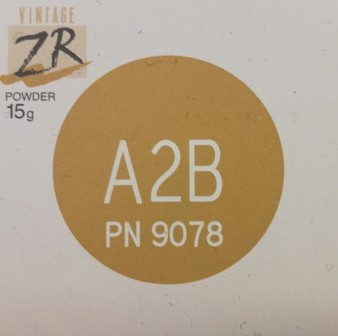 VINTAGE
ZR
POWDER
15g
A2B
PN 9078